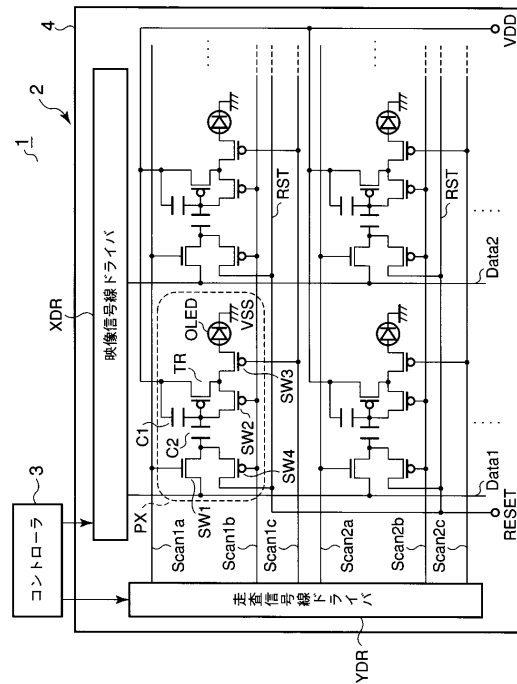 1
2
4
3
コントローラ
XDR
映像信号線ドライバ
PX
C1
TR
OLED
C2
VSS
SW1
SW2
SW3
SW4
Scan1a
Scan1b
Scan1c
RST
Scan2a
Scan2b
Scan2c
RST
走査信号線ドライバ
YDR
RESET
Data1
Data2
VDD